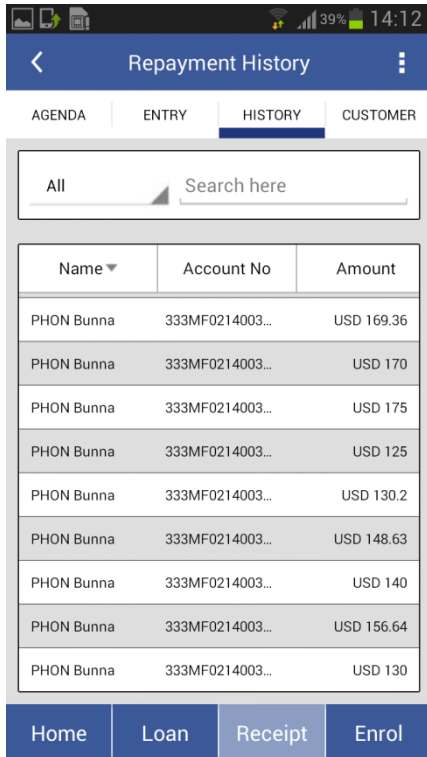 39% 14:12
Repayment History
AGENDA ENTRY HISTORY CUSTOMER
All Search here
Name Account No Amount
PHON Bunna 333MF0214003... USD 169.36
PHON Bunna 333MF0214003... USD 170
PHON Bunna 333MF0214003... USD 175
PHON Bunna 333MF0214003... USD 125
PHON Bunna 333MF0214003... USD 130.2
PHON Bunna 333MF0214003... USD 148.63
PHON Bunna 333MF0214003... USD 140
PHON Bunna 333MF0214003... USD 156.64
PHON Bunna 333MF0214003... USD 130
Home Loan Receipt Enrol